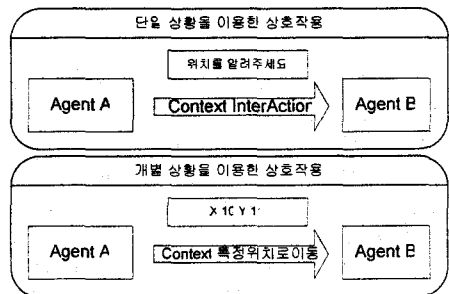 단일 상황을 이용한 상호작용
위치를 알려주세요
Agent A
Context InterAction
Agent B
개별 상황을 이용한 상호작용
Agent A
Context 특정위치로이동
Agent B